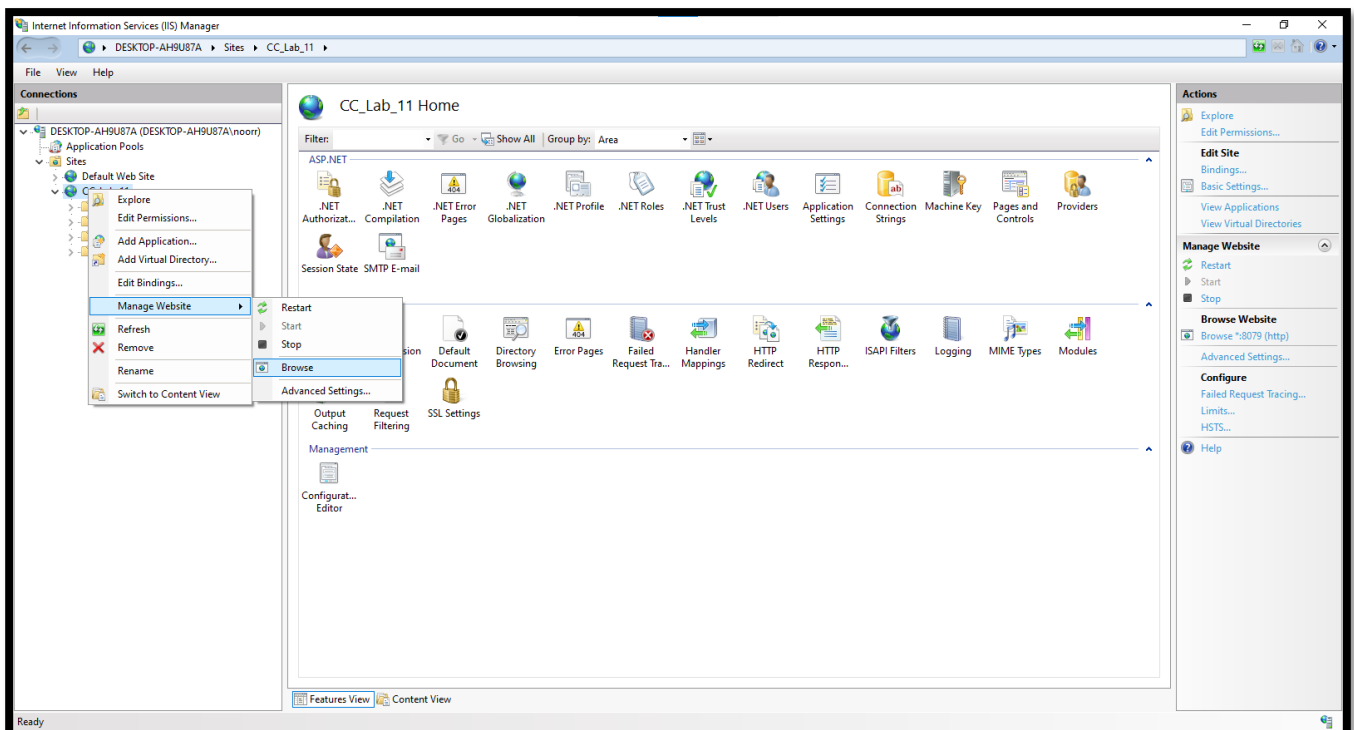 Internet Information Services (IIS) Manager
DESKTOP-AH9U87A Sites CC_Lab_11
File View Help
Connections
DESKTOP-AH9U87A (DESKTOP-AH9U87A\noorr)
Application Pools
Sites
Default Web Site
Explore
Edit Permissions...
Add Application...
Add Virtual Directory...
Edit Bindings...
Manage Website
Refresh
Remove
Rename
Switch to Content View
Restart
Start
Stop
Browse
Advanced Settings...
CC_Lab_11 Home
Filter: Go Show All Group by: Area
ASP.NET
.NET Authorizat...
.NET Compilation
.NET Error Pages
.NET Globalization
.NET Profile
.NET Roles
.NET Trust Levels
.NET Users
Application Settings
Connection Strings
Machine Key
Pages and Controls
Providers
Session State
SMTP E-mail
Default Document
Directory Browsing
Error Pages
Failed Request Tra...
Handler Mappings
HTTP Redirect
HTTP Respon...
ISAPI Filters
Logging
MIME Types
Modules
Output Caching
Request Filtering
SSL Settings
Management
Configurat... Editor
Features View Content View
Ready
Actions
Explore
Edit Permissions...
Edit Site
Bindings...
Basic Settings...
View Applications
View Virtual Directories
Manage Website
Restart
Start
Stop
Browse Website
Browse *:8079 (http)
Advanced Settings...
Configure
Failed Request Tracing...
Limits...
HSTS...
Help